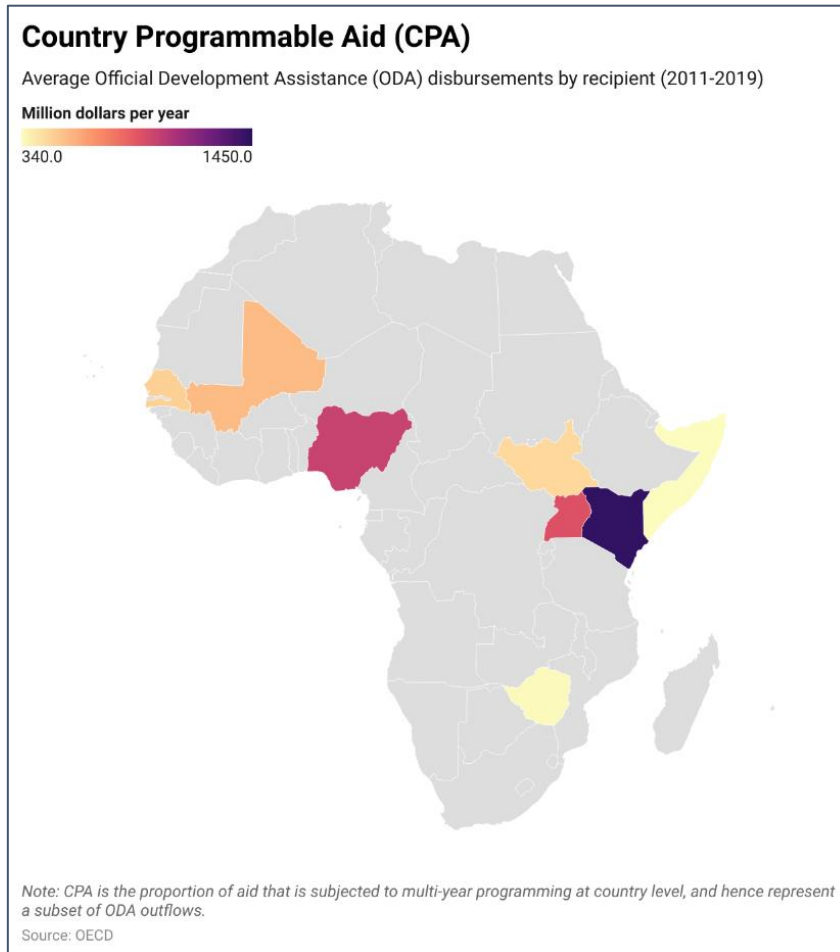 Country Programmable Aid (CPA)
Average Official Development Assistance (ODA) disbursements by recipient (2011-2019)
Million dollars per year
340.0 1450.0
Note: CPA is the proportion of aid that is subjected to multi-year programming at country level, and hence represent
a subset of ODA outflows.
Source: OECD